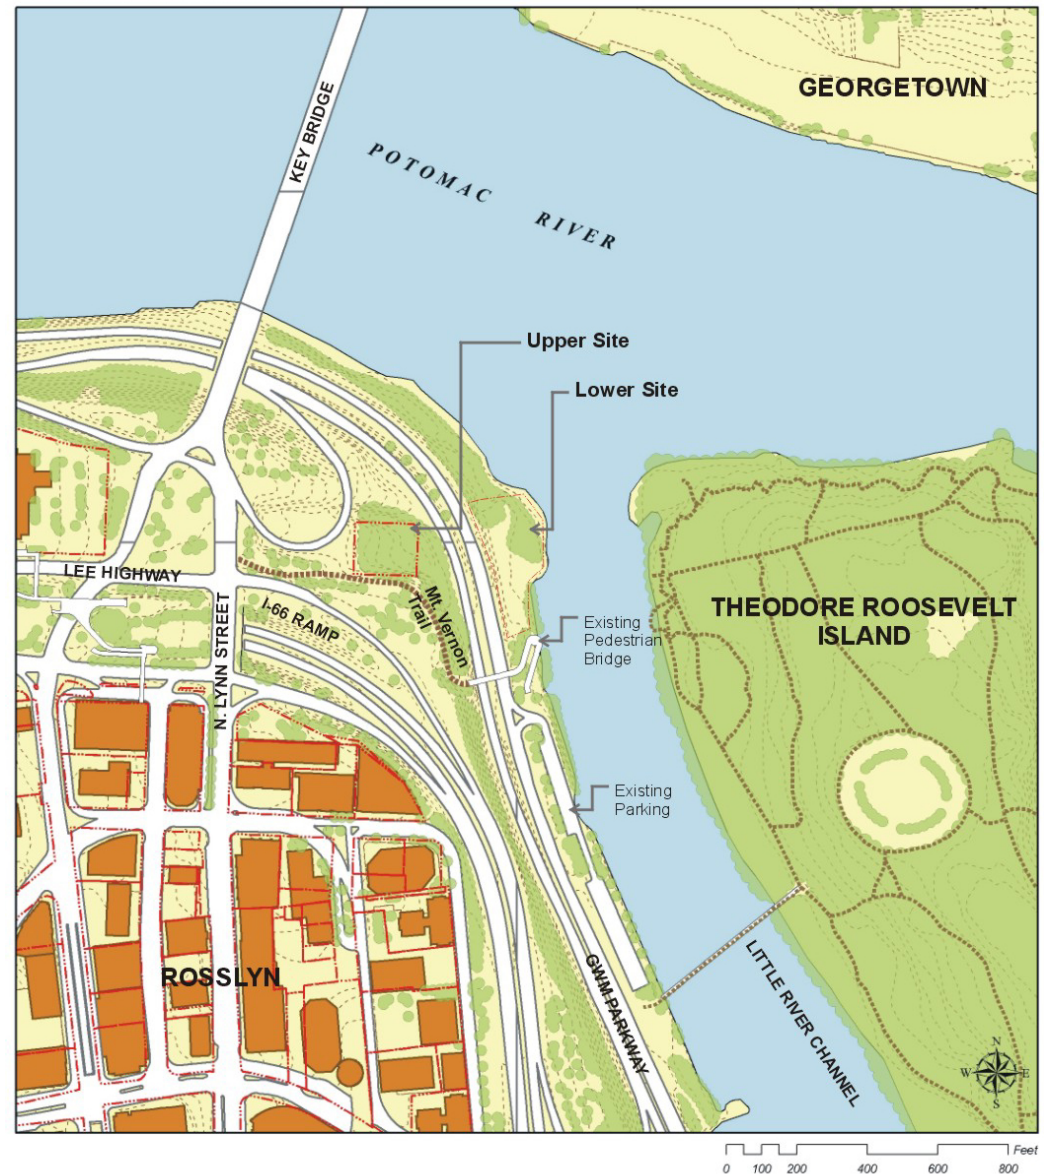 GEORGETOWN
KEY BRIDGE
POTOMAC RIVER
Upper Site
Lower Site
LEE HIGHWAY
Mt. Vernon
Trail
I-66 RAMP
N. LYNN STREET
Existing
Pedestrian
Bridge
THEODORE ROOSEVELT
ISLAND
Existing
Parking
ROSSLYN
GWM PARKWAY
LITTLE RIVER CHANNEL
N
W E
S
Feet
0 100 200 400 600 800